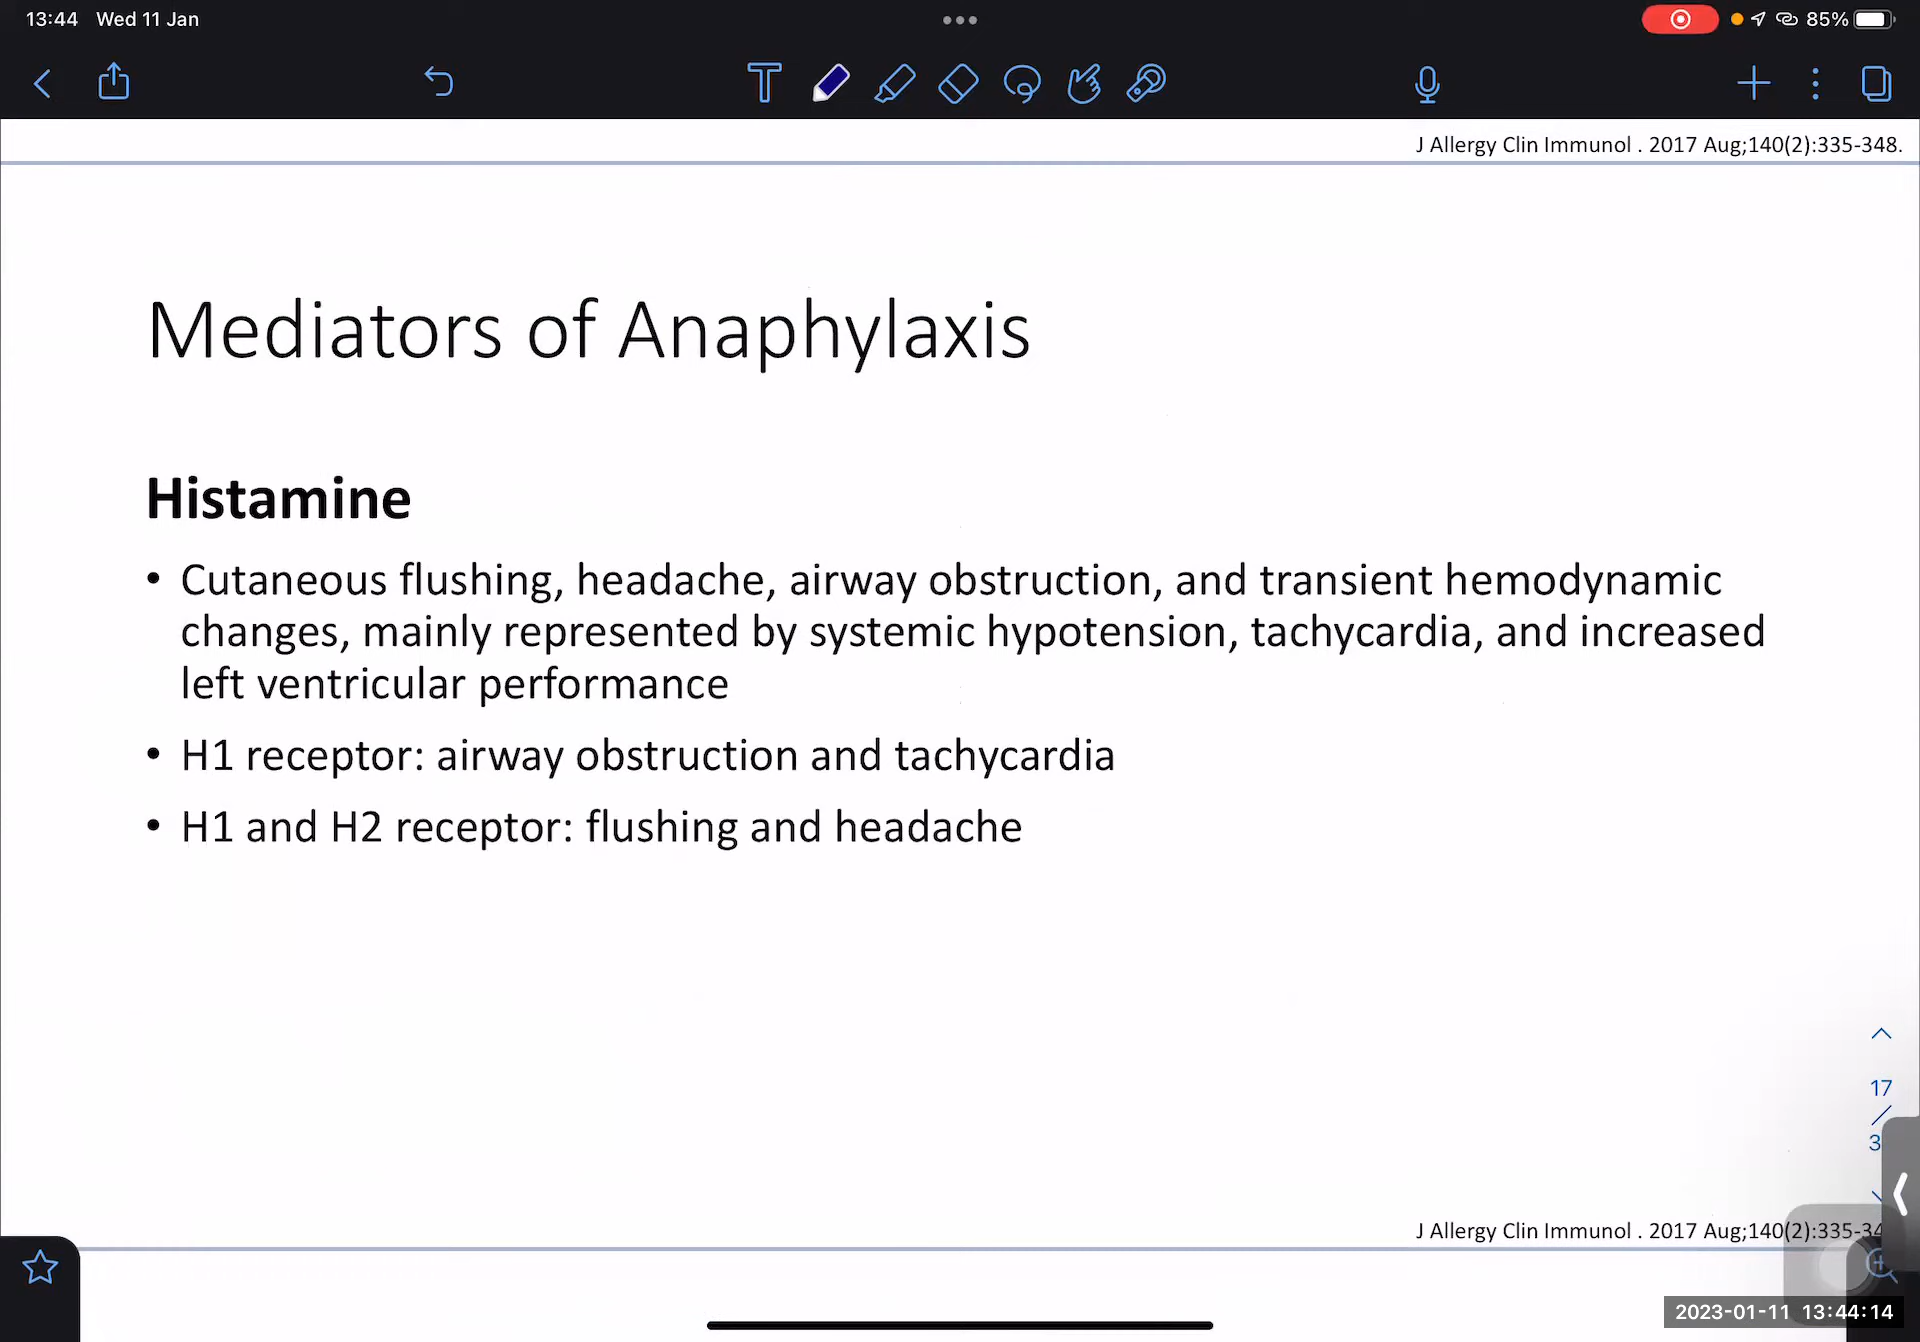 13:44 Wed 11 Jan
85%
J Allergy Clin Immunol . 2017 Aug;140(2):335-348.
Mediators of Anaphylaxis
Histamine
• Cutaneous flushing, headache, airway obstruction, and transient hemodynamic
changes, mainly represented by systemic hypotension, tachycardia, and increased
left ventricular performance
• H1 receptor: airway obstruction and tachycardia
• H1 and H2 receptor: flushing and headache
17
/
3
J Allergy Clin Immunol . 2017 Aug;140(2):335-34
2023-01-11 13:44:14